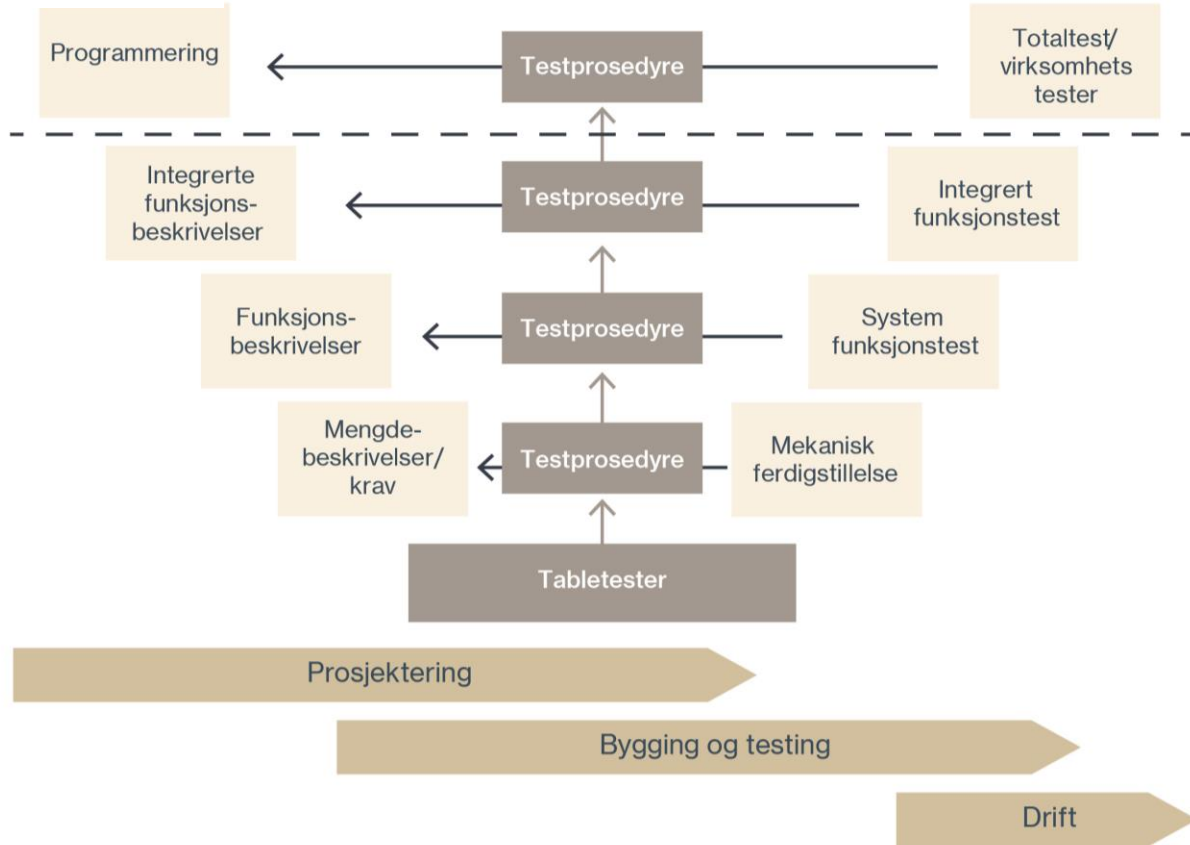 Programmering
Testprosedyre
Totaltest/
virksomhets
tester
Integrerte
funksjons-
beskrivelser
Testprosedyre
Integrert
funksjonstest
Funksjons-
beskrivelser
Testprosedyre
System
funksjonstest
Mengde-
beskrivelser/
krav
Testprosedyre
Mekanisk
ferdigstillelse
Tabletester
Prosjektering
Bygging og testing
Drift